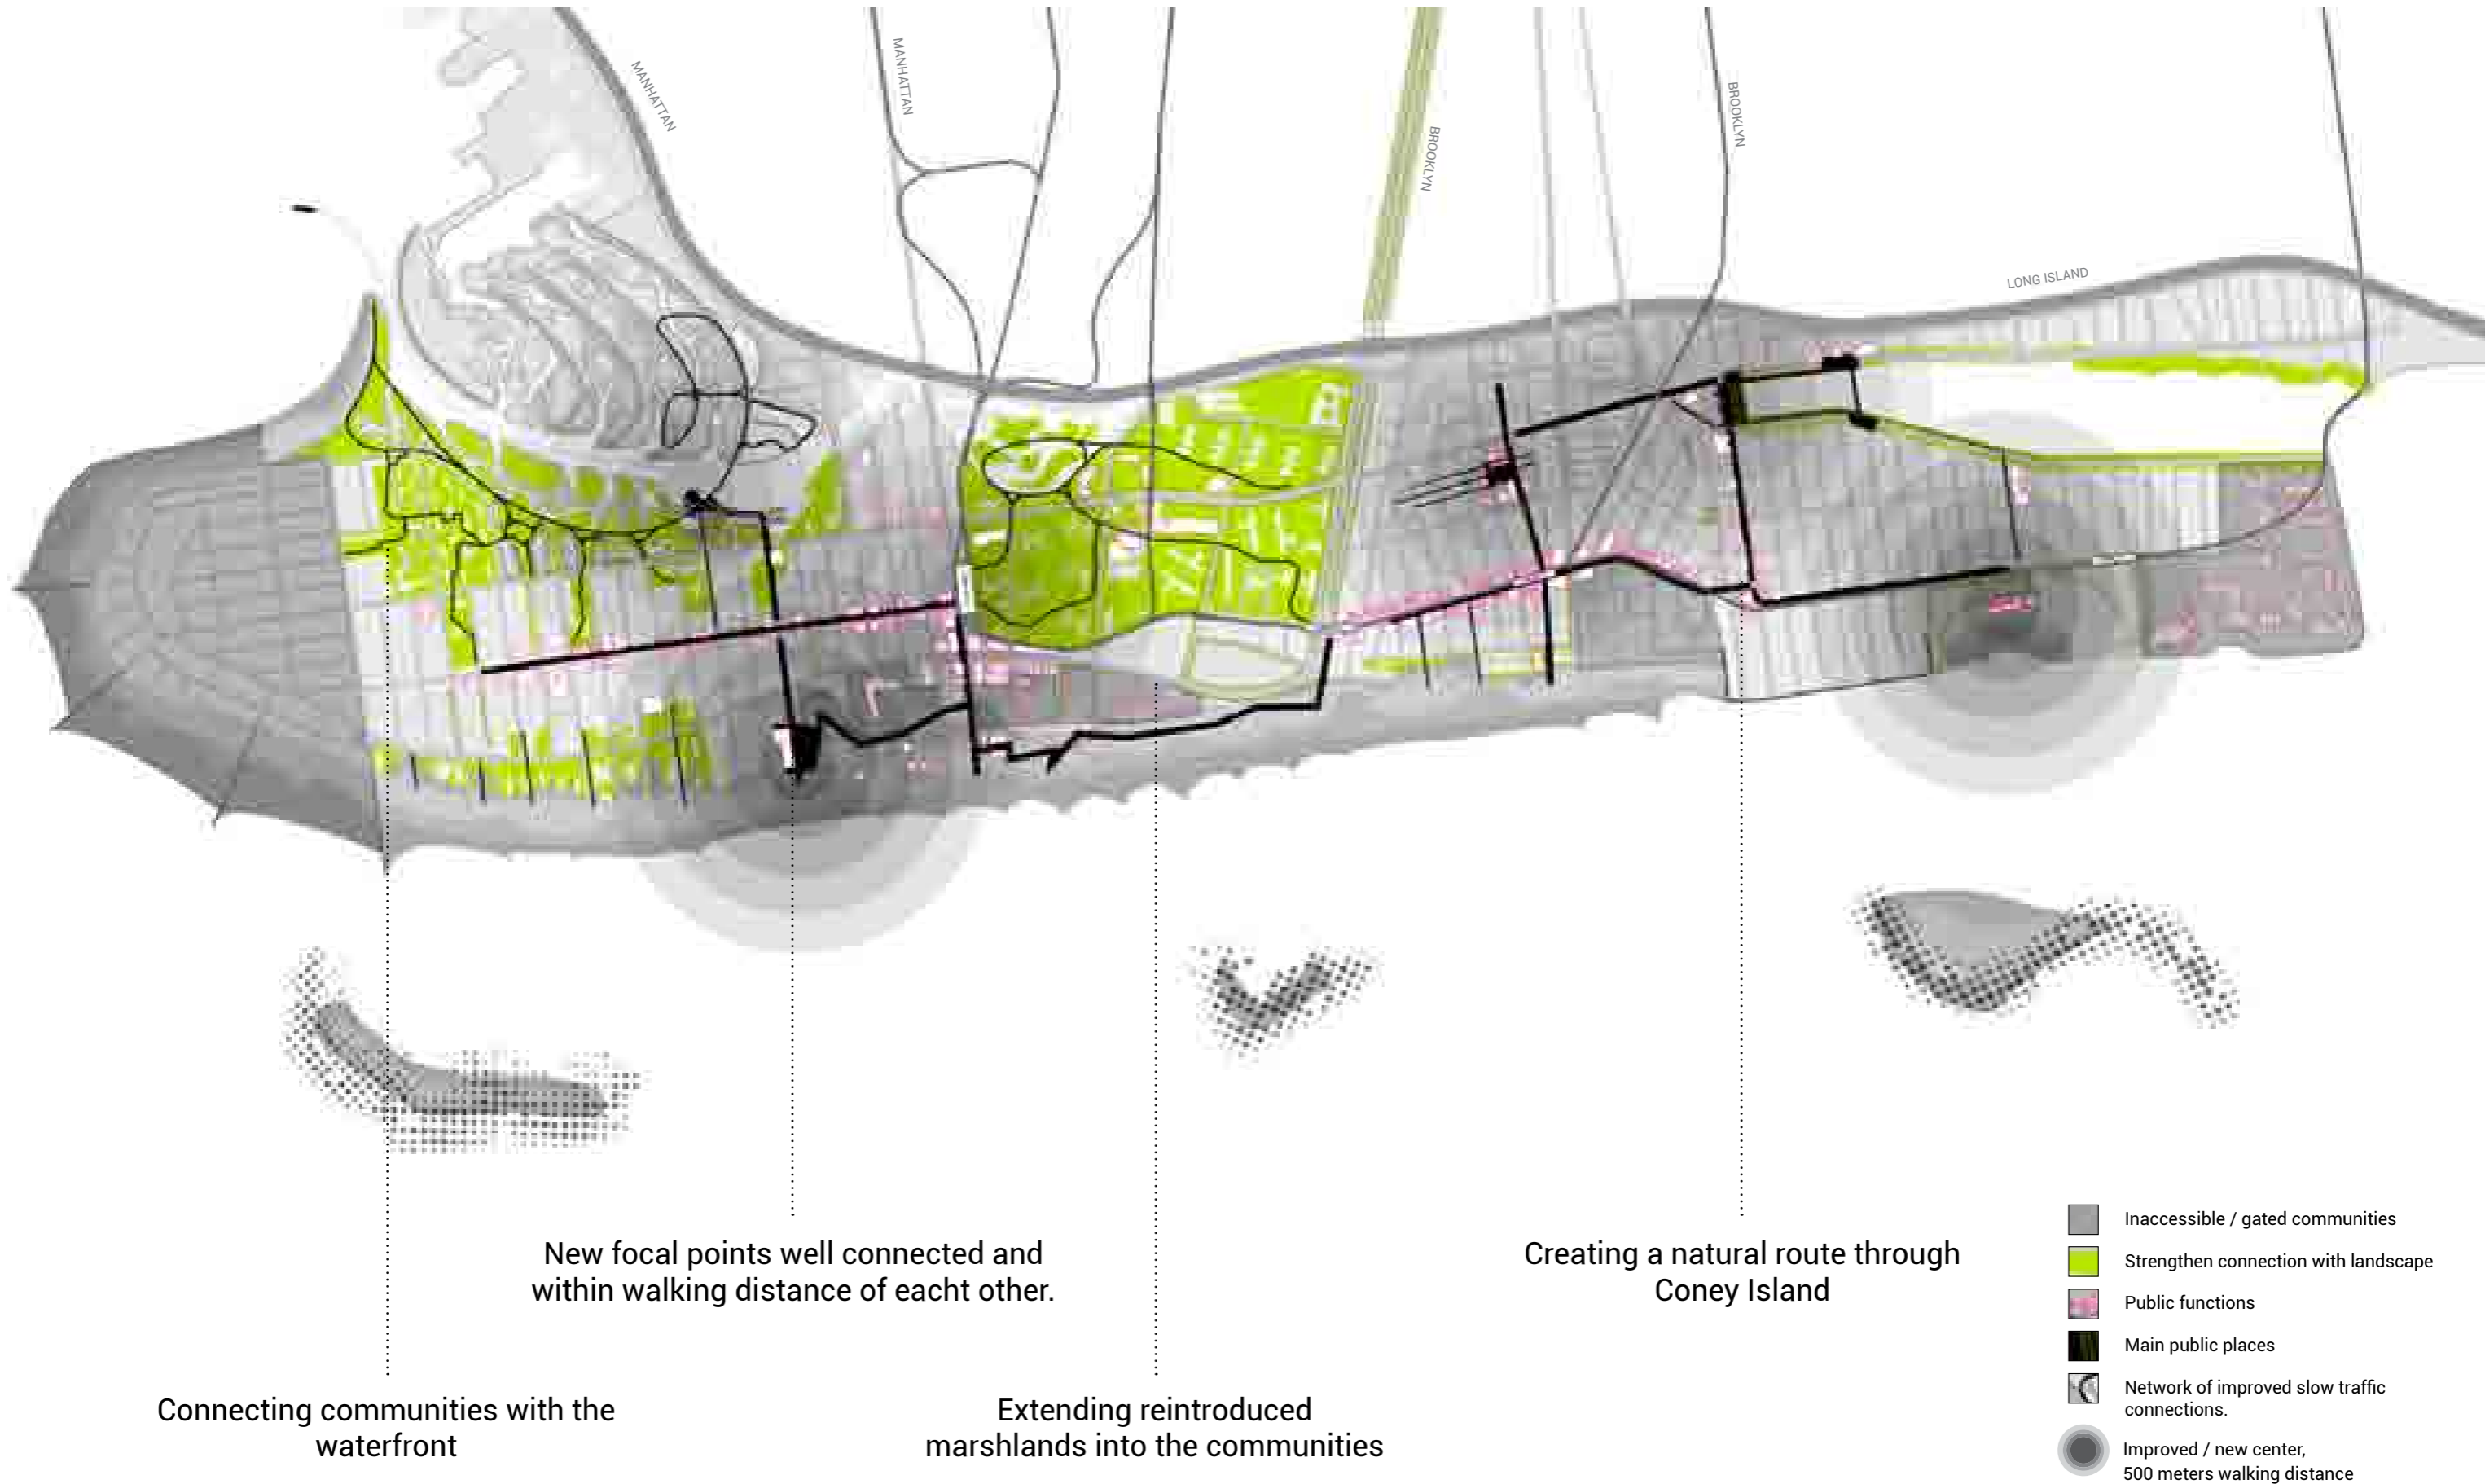 MANHATTAN
MANHATTAN
BROOKLYN
BROOKLYN
LONG ISLAND
New focal points well connected and
within walking distance of eacht other.
Creating a natural route through
Coney Island
Connecting communities with the
waterfront
Extending reintroduced
marshlands into the communities
Inaccessible / gated communities
Strengthen connection with landscape
Public functions
Main public places
Network of improved slow traffic
connections.
Improved / new center,
500 meters walking distance